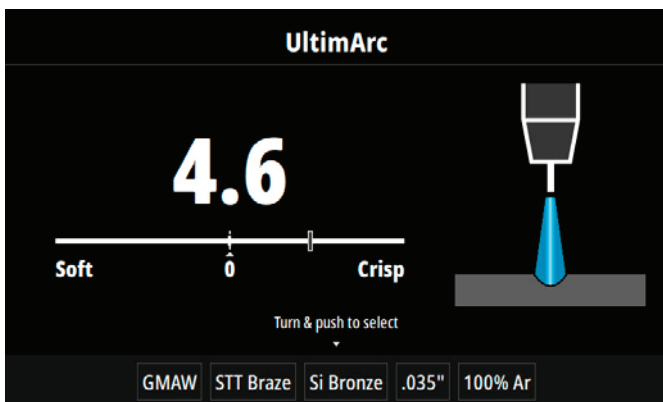 UltimArc
4.6
Soft 0 Crisp
Turn & push to select
GMAW STT Braze Si Bronze .035" 100% Ar